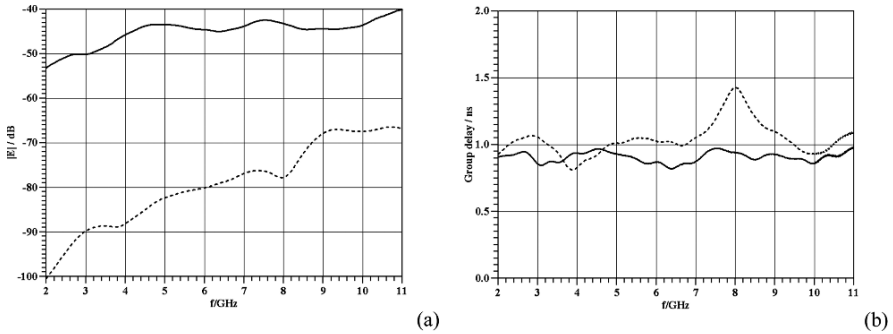 -40
-50
-60
-70
-80
-90
-100
|E| / dB
2 3 4 5 6 7 8 9 10 11
f/GHz
(a)
2.0
1.5
1.0
0.5
0.0
Group delay / ns
2 3 4 5 6 7 8 9 10 11
f/GHz
(b)